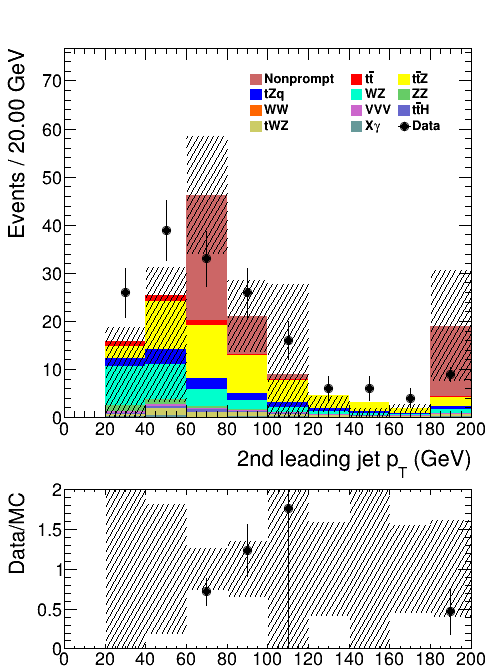 Events / 20.00 GeV
70
60
50
40
30
20
10
0
Nonprompt tt̄ tt̄Z
tZq WZ ZZ
WW VVV tt̄H
tWZ Xγ Data
0 20 40 60 80 100 120 140 160 180 200
2nd leading jet p_T (GeV)
Data/MC
2
1.5
1
0.5
0
0 20 40 60 80 100 120 140 160 180 200